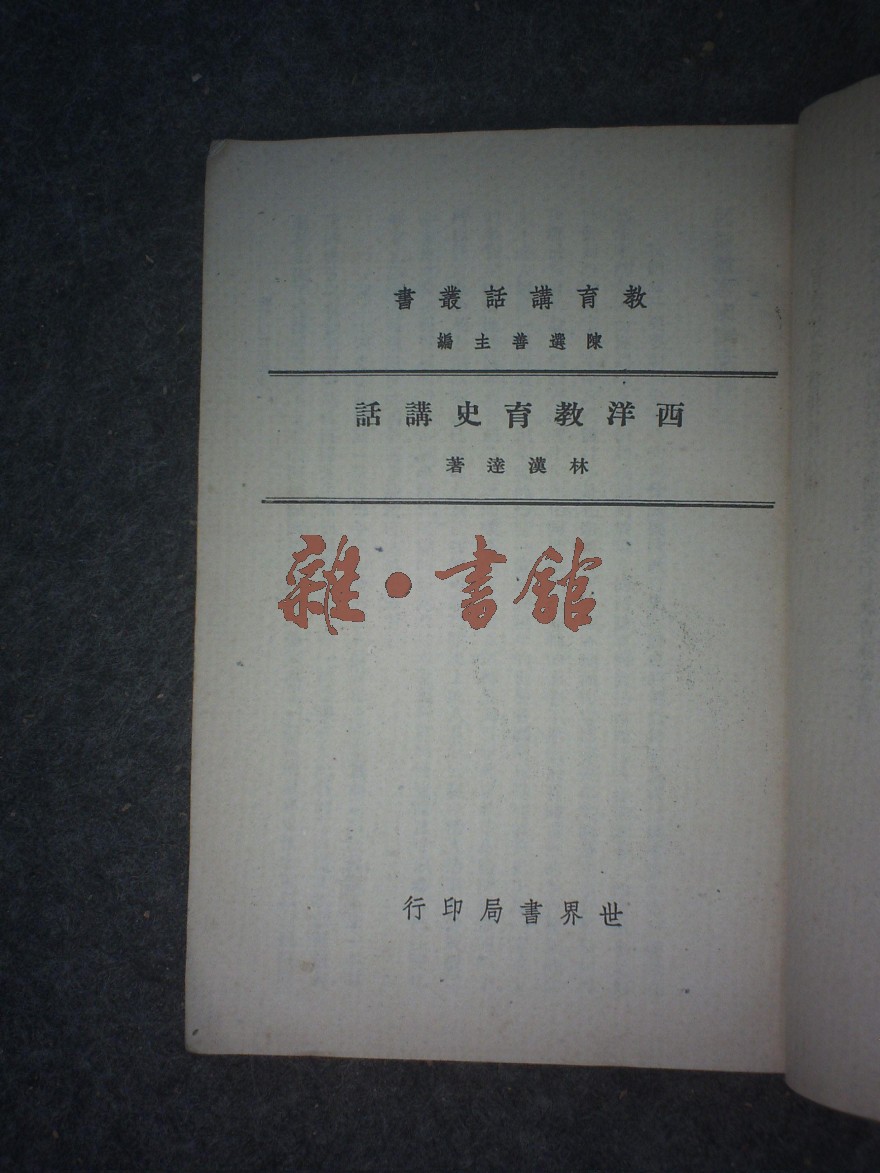 教育講話叢書
陳選善主編
西洋教育史講話
林漢達著
雜·書館
世界書局印行